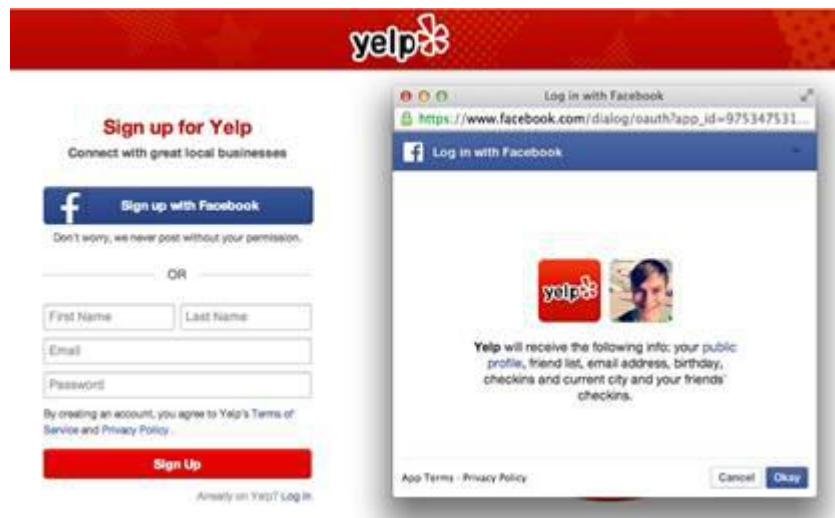 yelp
Sign up for Yelp
Connect with great local businesses
Sign up with Facebook
Don't worry, we never post without your permission.
OR
First Name
Last Name
Email
Password
By creating an account, you agree to Yelp's Terms of
Service and Privacy Policy.
Sign Up
Already on Yelp? Log in
Log in with Facebook
https://www.facebook.com/dialog/oauth?app_id=975347531...
Log in with Facebook
yelp
Yelp will receive the following info: your public
profile, friend list, email address, birthday,
checkins and current city and your friends'
checkins.
App Terms · Privacy Policy
Cancel
Okay